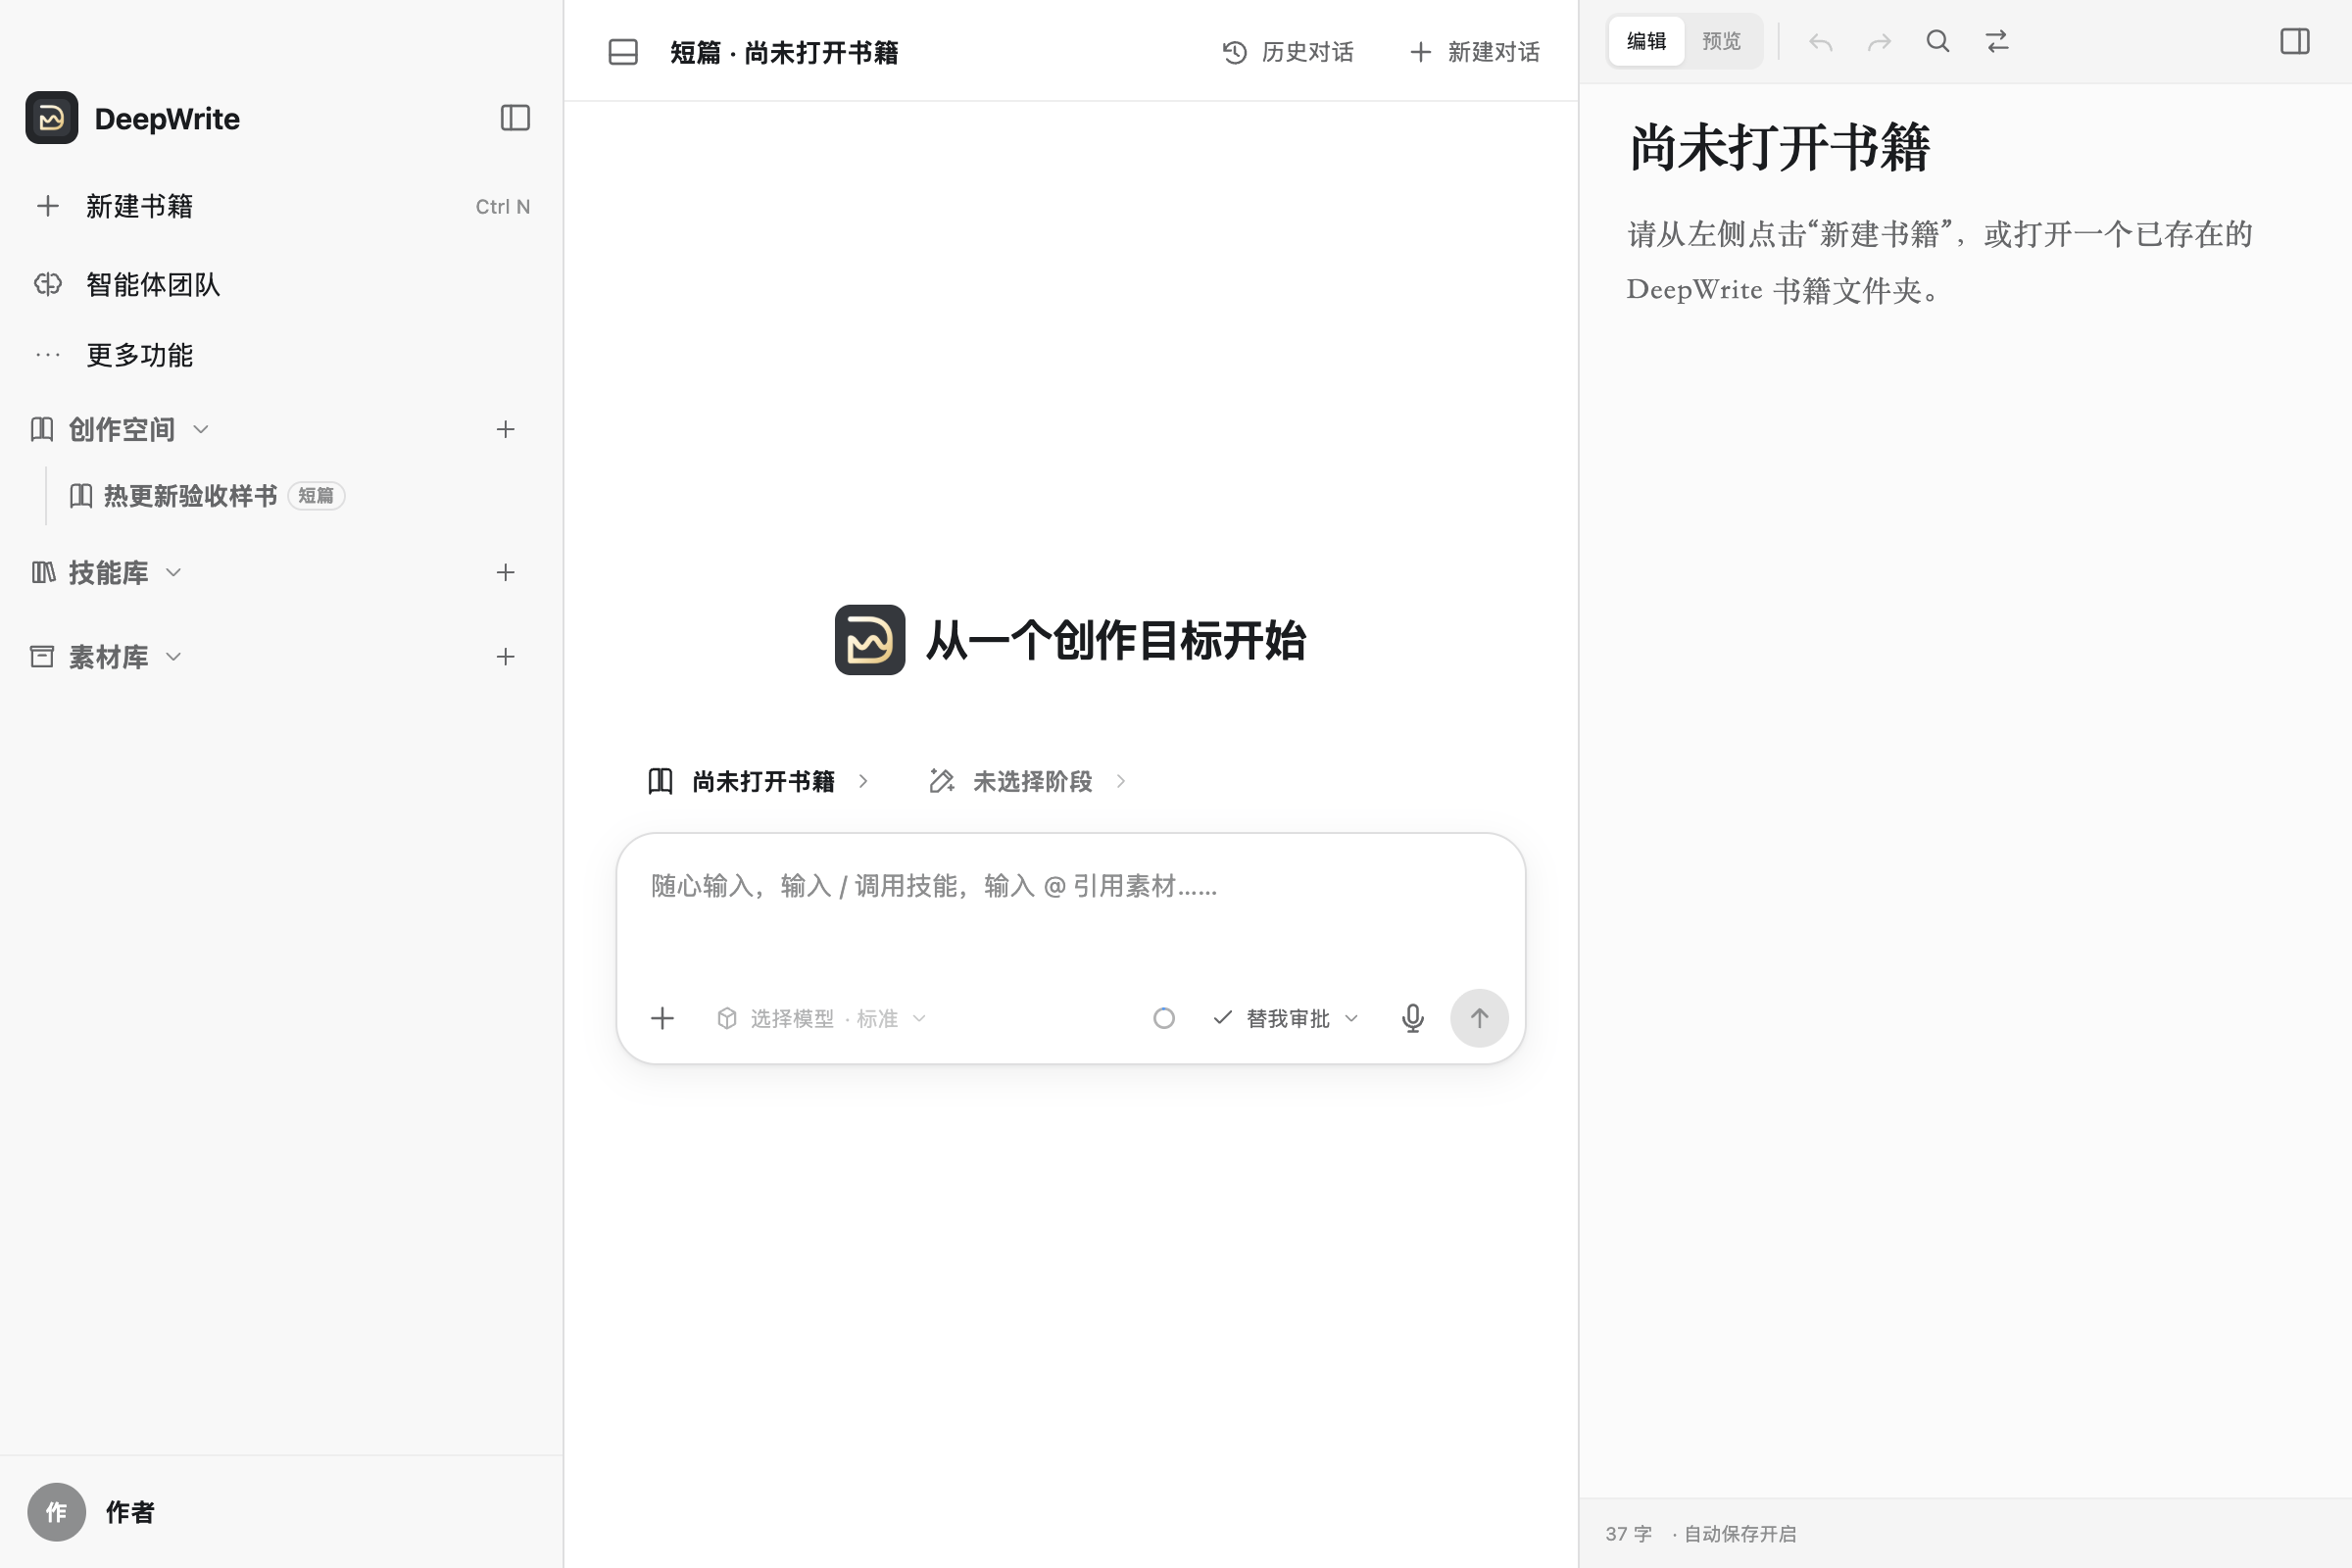 DeepWrite
新建书籍 Ctrl N
智能体团队
更多功能
创作空间
热更新验收样书 短篇
技能库
素材库
作 作者
短篇 · 尚未打开书籍 历史对话 新建对话
从一个创作目标开始
尚未打开书籍 未选择阶段
随心输入，输入 / 调用技能，输入 @ 引用素材……
选择模型 · 标准 替我审批
编辑 预览
尚未打开书籍
请从左侧点击“新建书籍”，或打开一个已存在的
DeepWrite 书籍文件夹。
37 字 · 自动保存开启